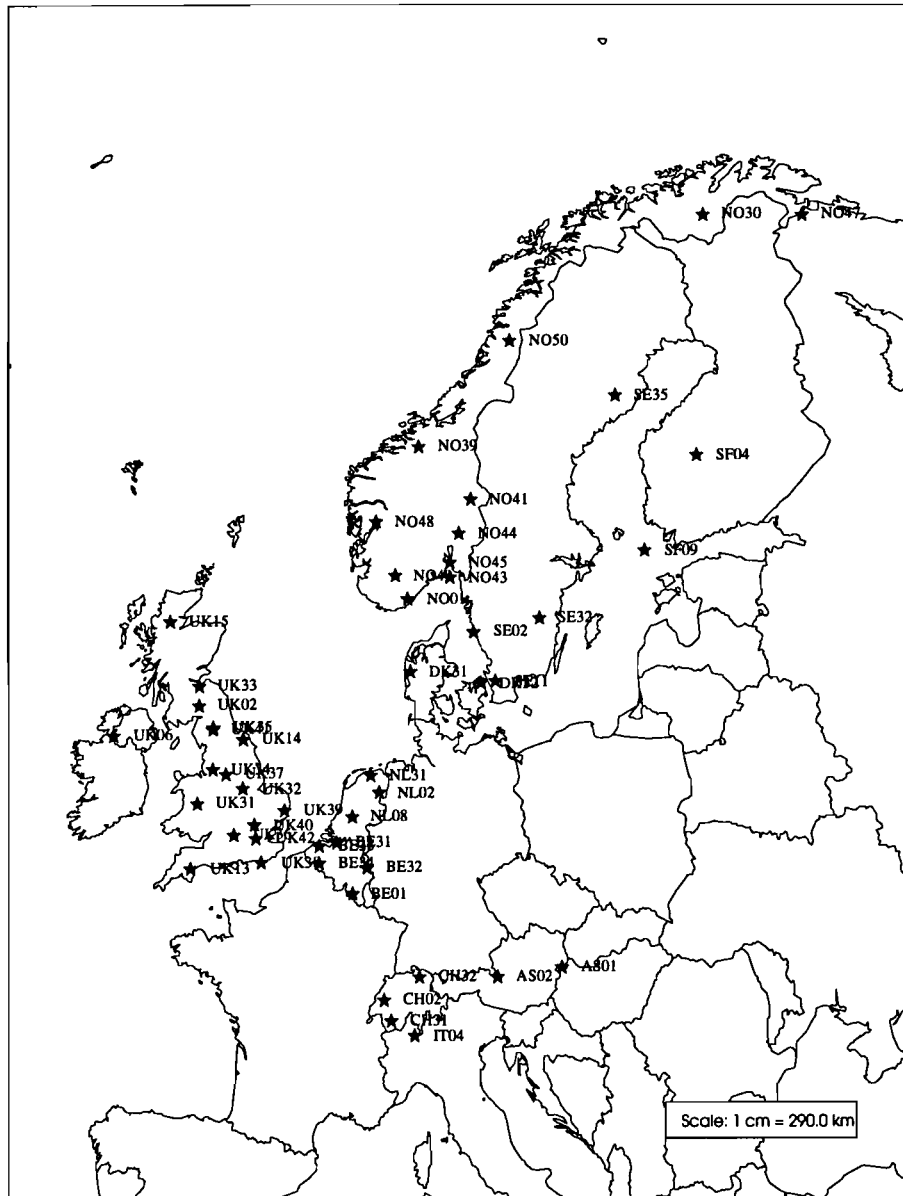 NO30
NO47
NO50
SE35
NO39
SF04
NO41
NO48
NO44
SF09
NO45
NO43
NO01
SE32
UK15
SE02
DK31
UK33
UK02
UK06
UK14
NL31
UK37
UK32
NL02
UK31
UK39
NL08
UK40
UK42
BE31
UK13
BE32
BE01
AS01
CH32
AS02
CH02
CH31
IT04
Scale: 1 cm = 290.0 km